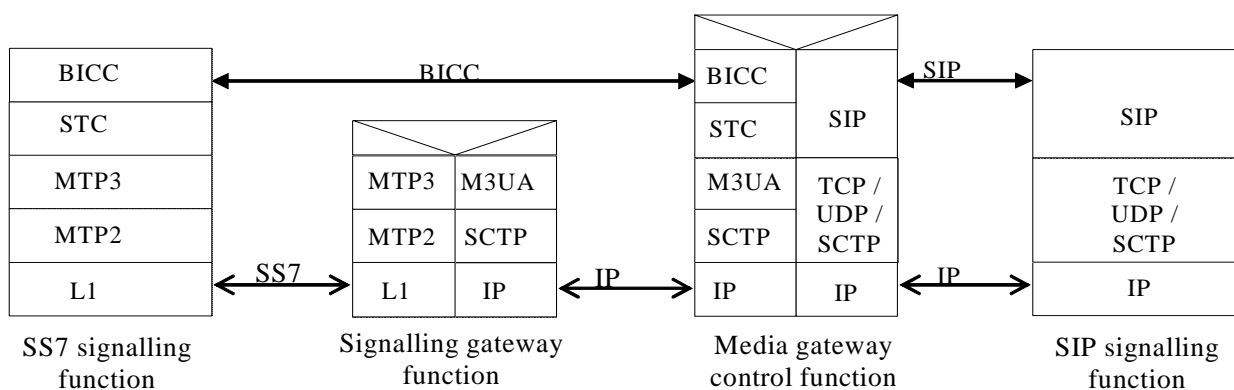 BICC
STC
MTP3
MTP2
L1
SS7 signalling
function
BICC
SS7
MTP3
M3UA
MTP2
SCTP
L1
IP
Signalling gateway
function
IP
BICC
STC
M3UA
SCTP
IP
SIP
TCP /
UDP /
SCTP
IP
Media gateway
control function
SIP
IP
SIP
TCP /
UDP /
SCTP
IP
SIP signalling
function